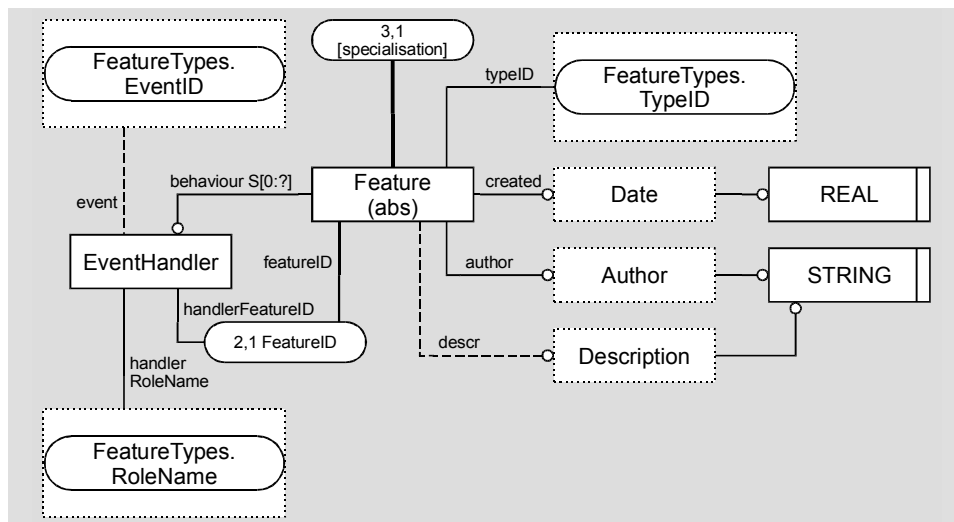 3,1
[specialisation]
FeatureTypes.
EventID
typeID
FeatureTypes.
TypeID
behaviour S[0:?]
Feature
(abs)
created
Date
REAL
event
EventHandler
featureID
author
Author
STRING
handlerFeatureID
2,1 FeatureID
descr
Description
handler
RoleName
FeatureTypes.
RoleName